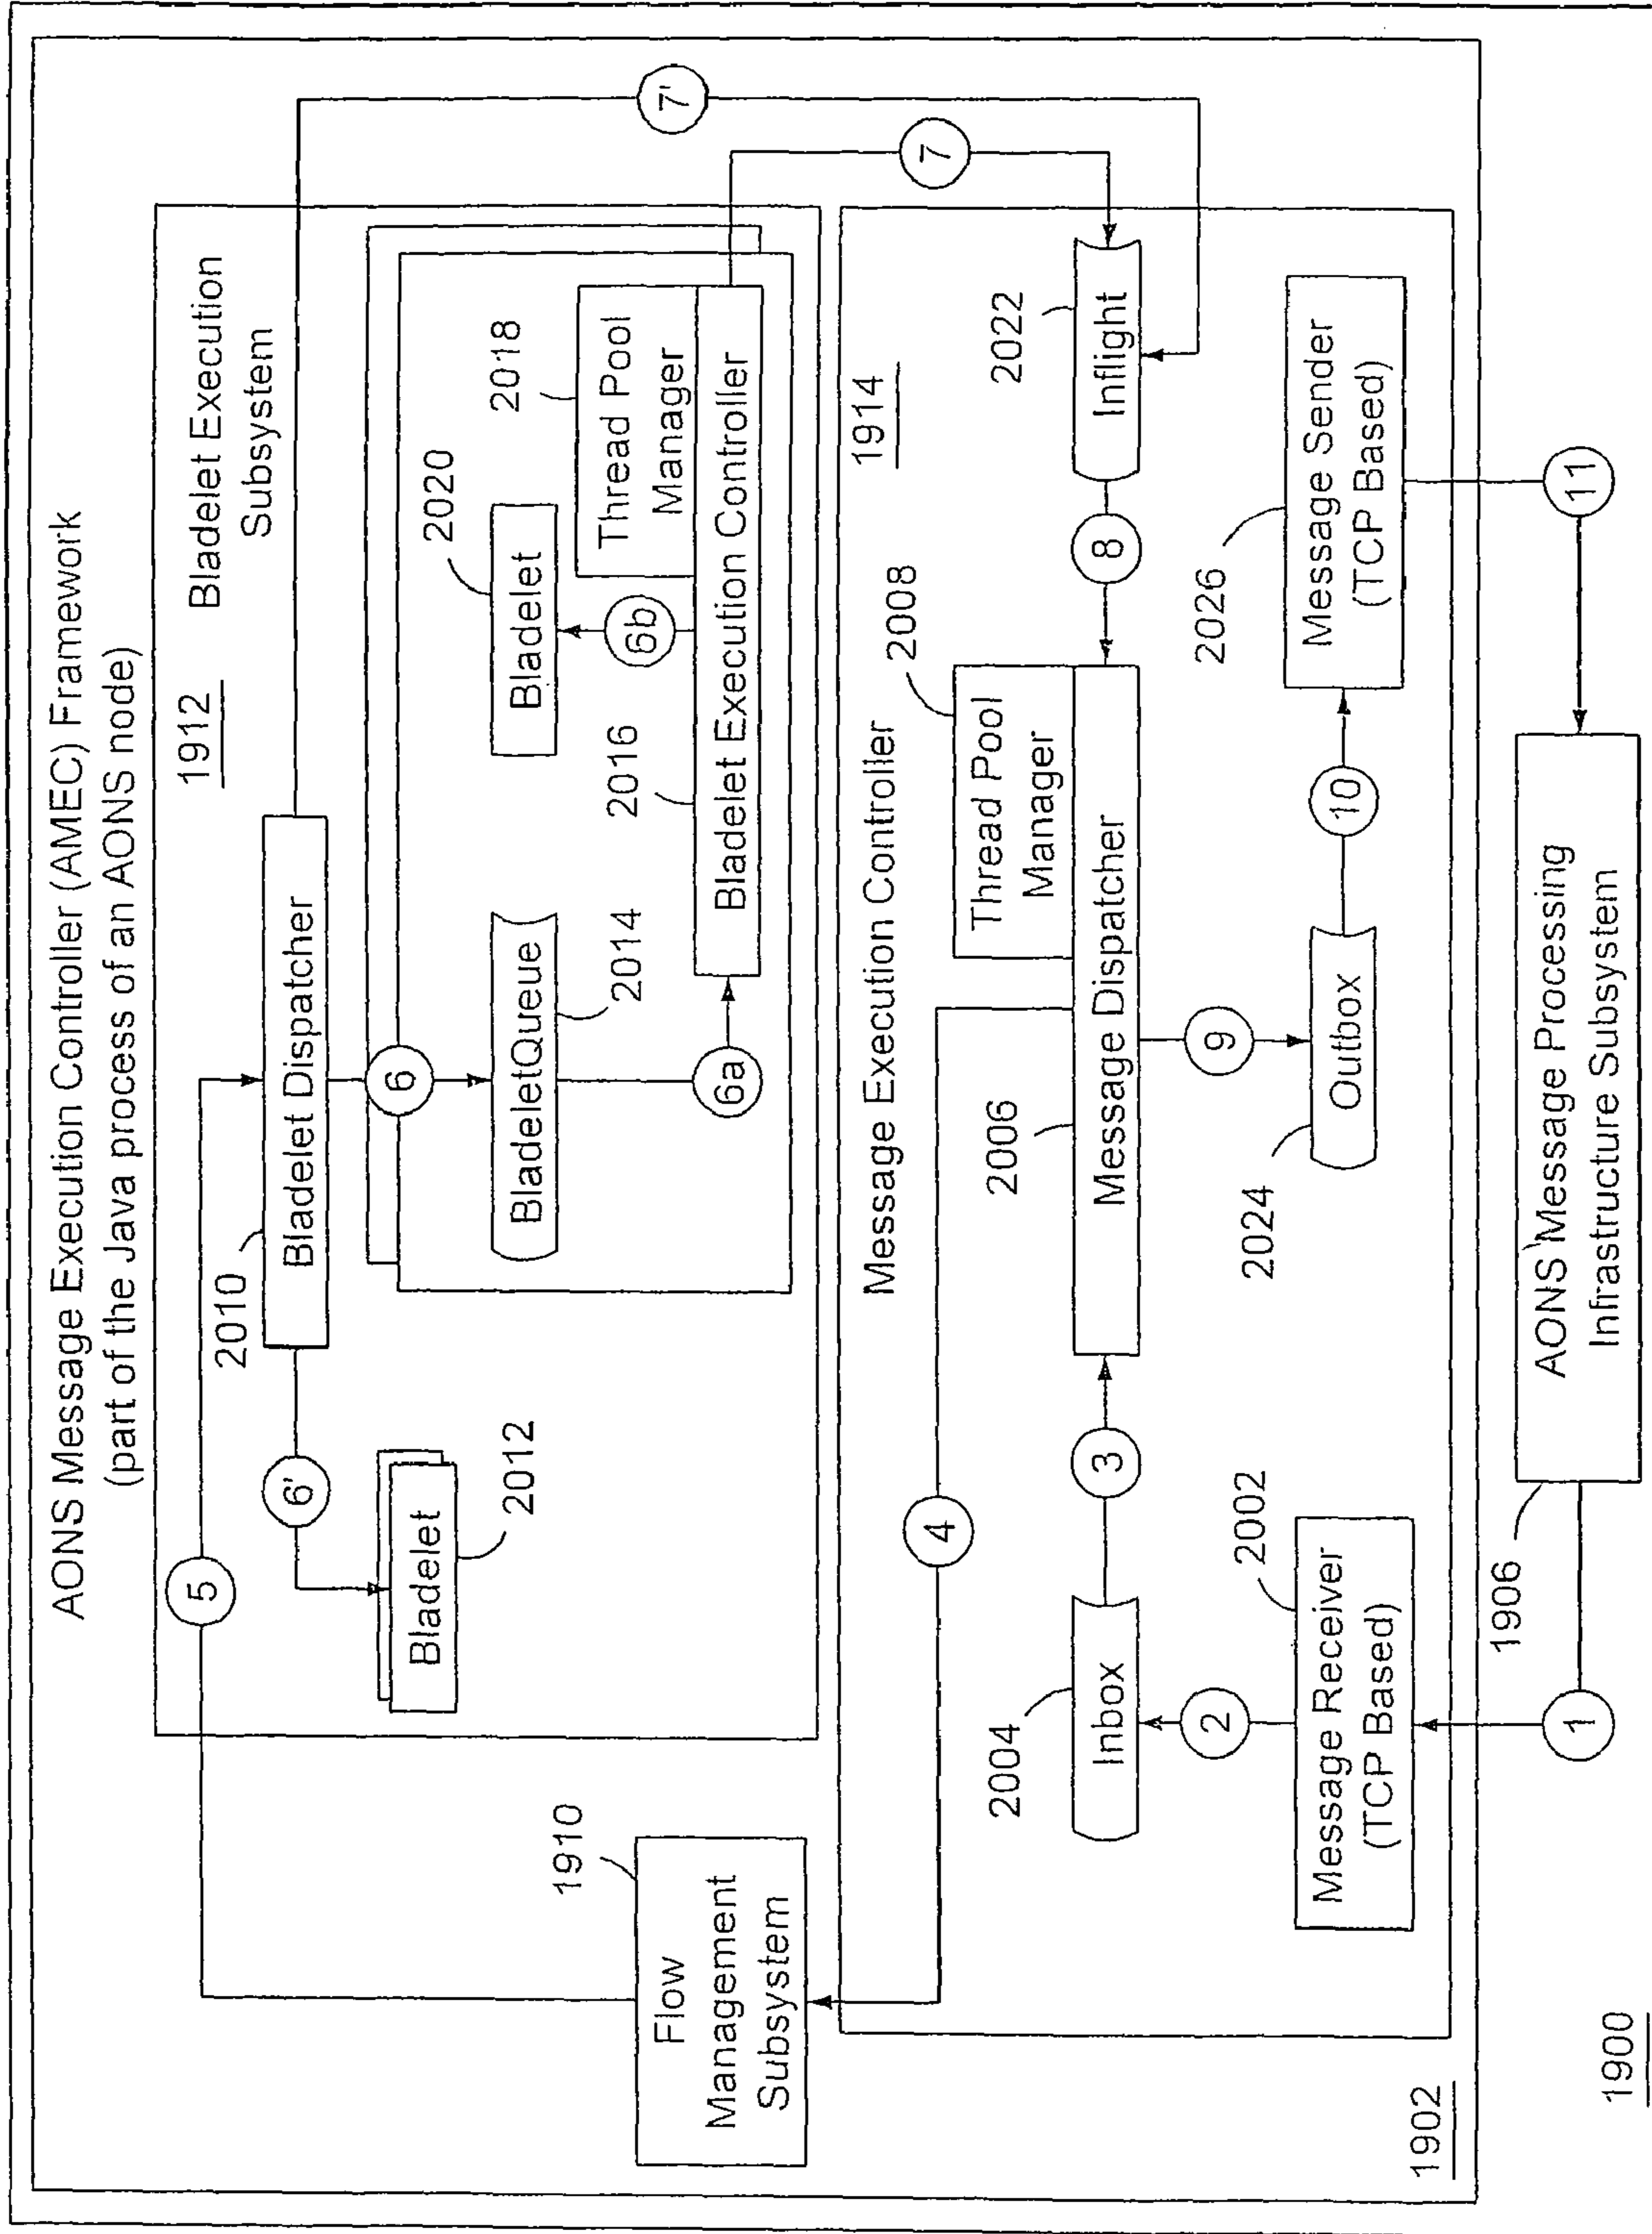 AONS Message Execution Controller (AMEC) Framework
(part of the Java process of an AONS node)
1912
Bladelet Execution
Subsystem
5
2010
Bladelet Dispatcher
7'
6'
6
Bladelet
2012
BladeletQueue
2014
6a
Bladelet
2020
6b
2018
Thread Pool
Manager
2016
Bladelet Execution Controller
7
1910
Flow
Management
Subsystem
Message Execution Controller
1914
4
2008
Thread Pool
Manager
2004
Inbox
3
2006
Message Dispatcher
8
2022
Inflight
2
9
2002
Message Receiver
(TCP Based)
2024
Outbox
10
2026
Message Sender
(TCP Based)
1902
1
1906
AONS Message Processing
Infrastructure Subsystem
11
1900